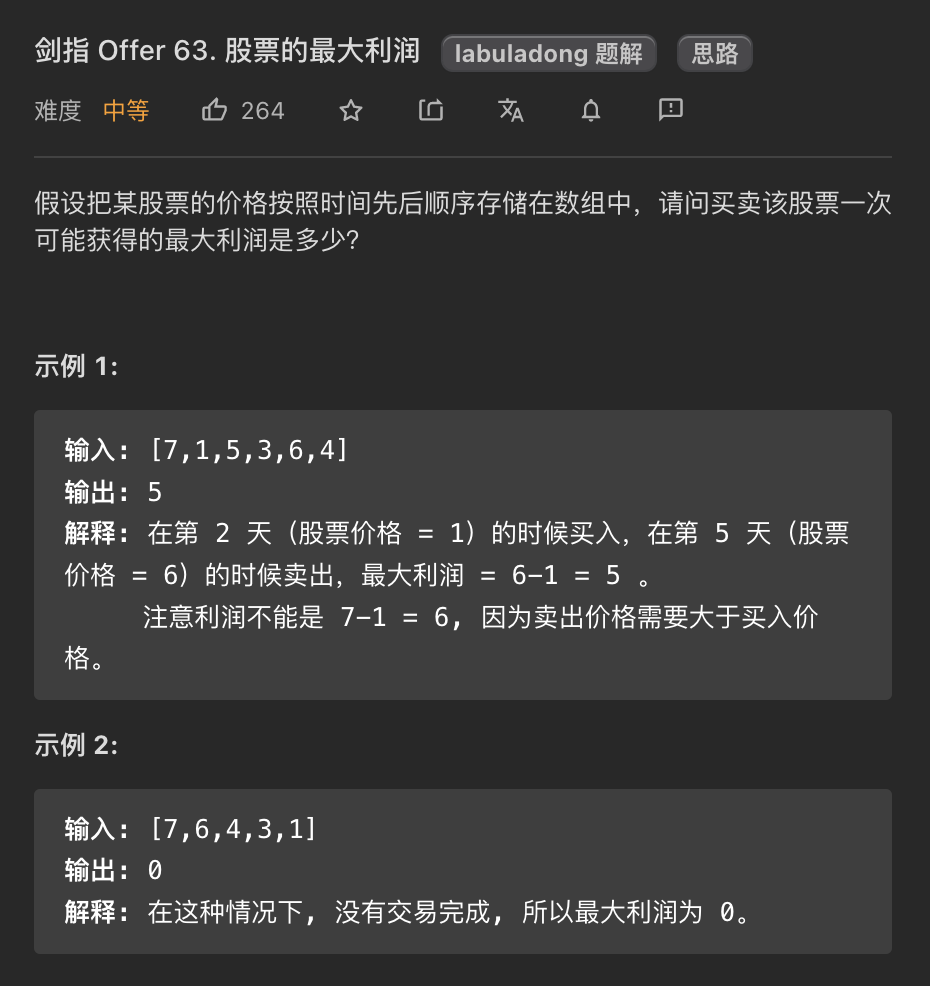 剑指 Offer 63. 股票的最大利润 labuladong 题解 思路
难度 中等 264
假设把某股票的价格按照时间先后顺序存储在数组中，请问买卖该股票一次
可能获得的最大利润是多少？
示例 1:
输入: [7,1,5,3,6,4]
输出: 5
解释: 在第 2 天（股票价格 = 1）的时候买入，在第 5 天（股票
价格 = 6）的时候卖出，最大利润 = 6-1 = 5 。
注意利润不能是 7-1 = 6, 因为卖出价格需要大于买入价
格。
示例 2:
输入: [7,6,4,3,1]
输出: 0
解释: 在这种情况下, 没有交易完成, 所以最大利润为 0。